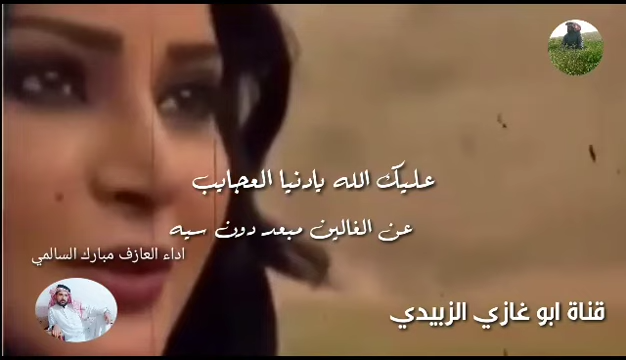 عليك الله يادنيا العجايب
عن الغالين مبعد دون سيه
اداء العازف مبارك السالمي
قناة ابو غازي الزبيدي